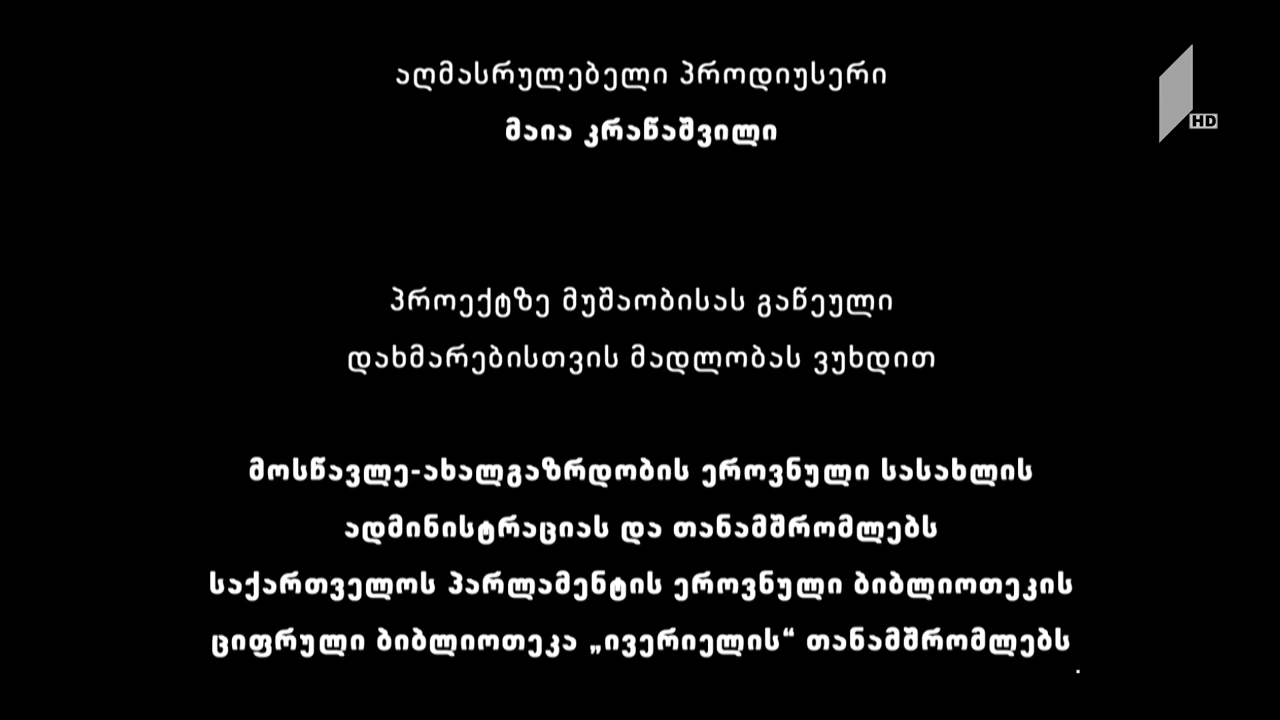 აღმასრულებელი პროდიუსერი
HD
მაია კრაწაშვილი
პროექტზე მუშაობისას გაწეული
დახმარებისთვის მადლობას ვუხდით
მოსწავლე-ახალგაზრდობის ეროვნული სასახლის
ადმინისტრაციას და თანამშრომლებს
საქართველოს პარლამენტის ეროვნული ბიბლიოთეკის
ციფრული ბიბლიოთეკა „ივერიელის“ თანამშრომლებს